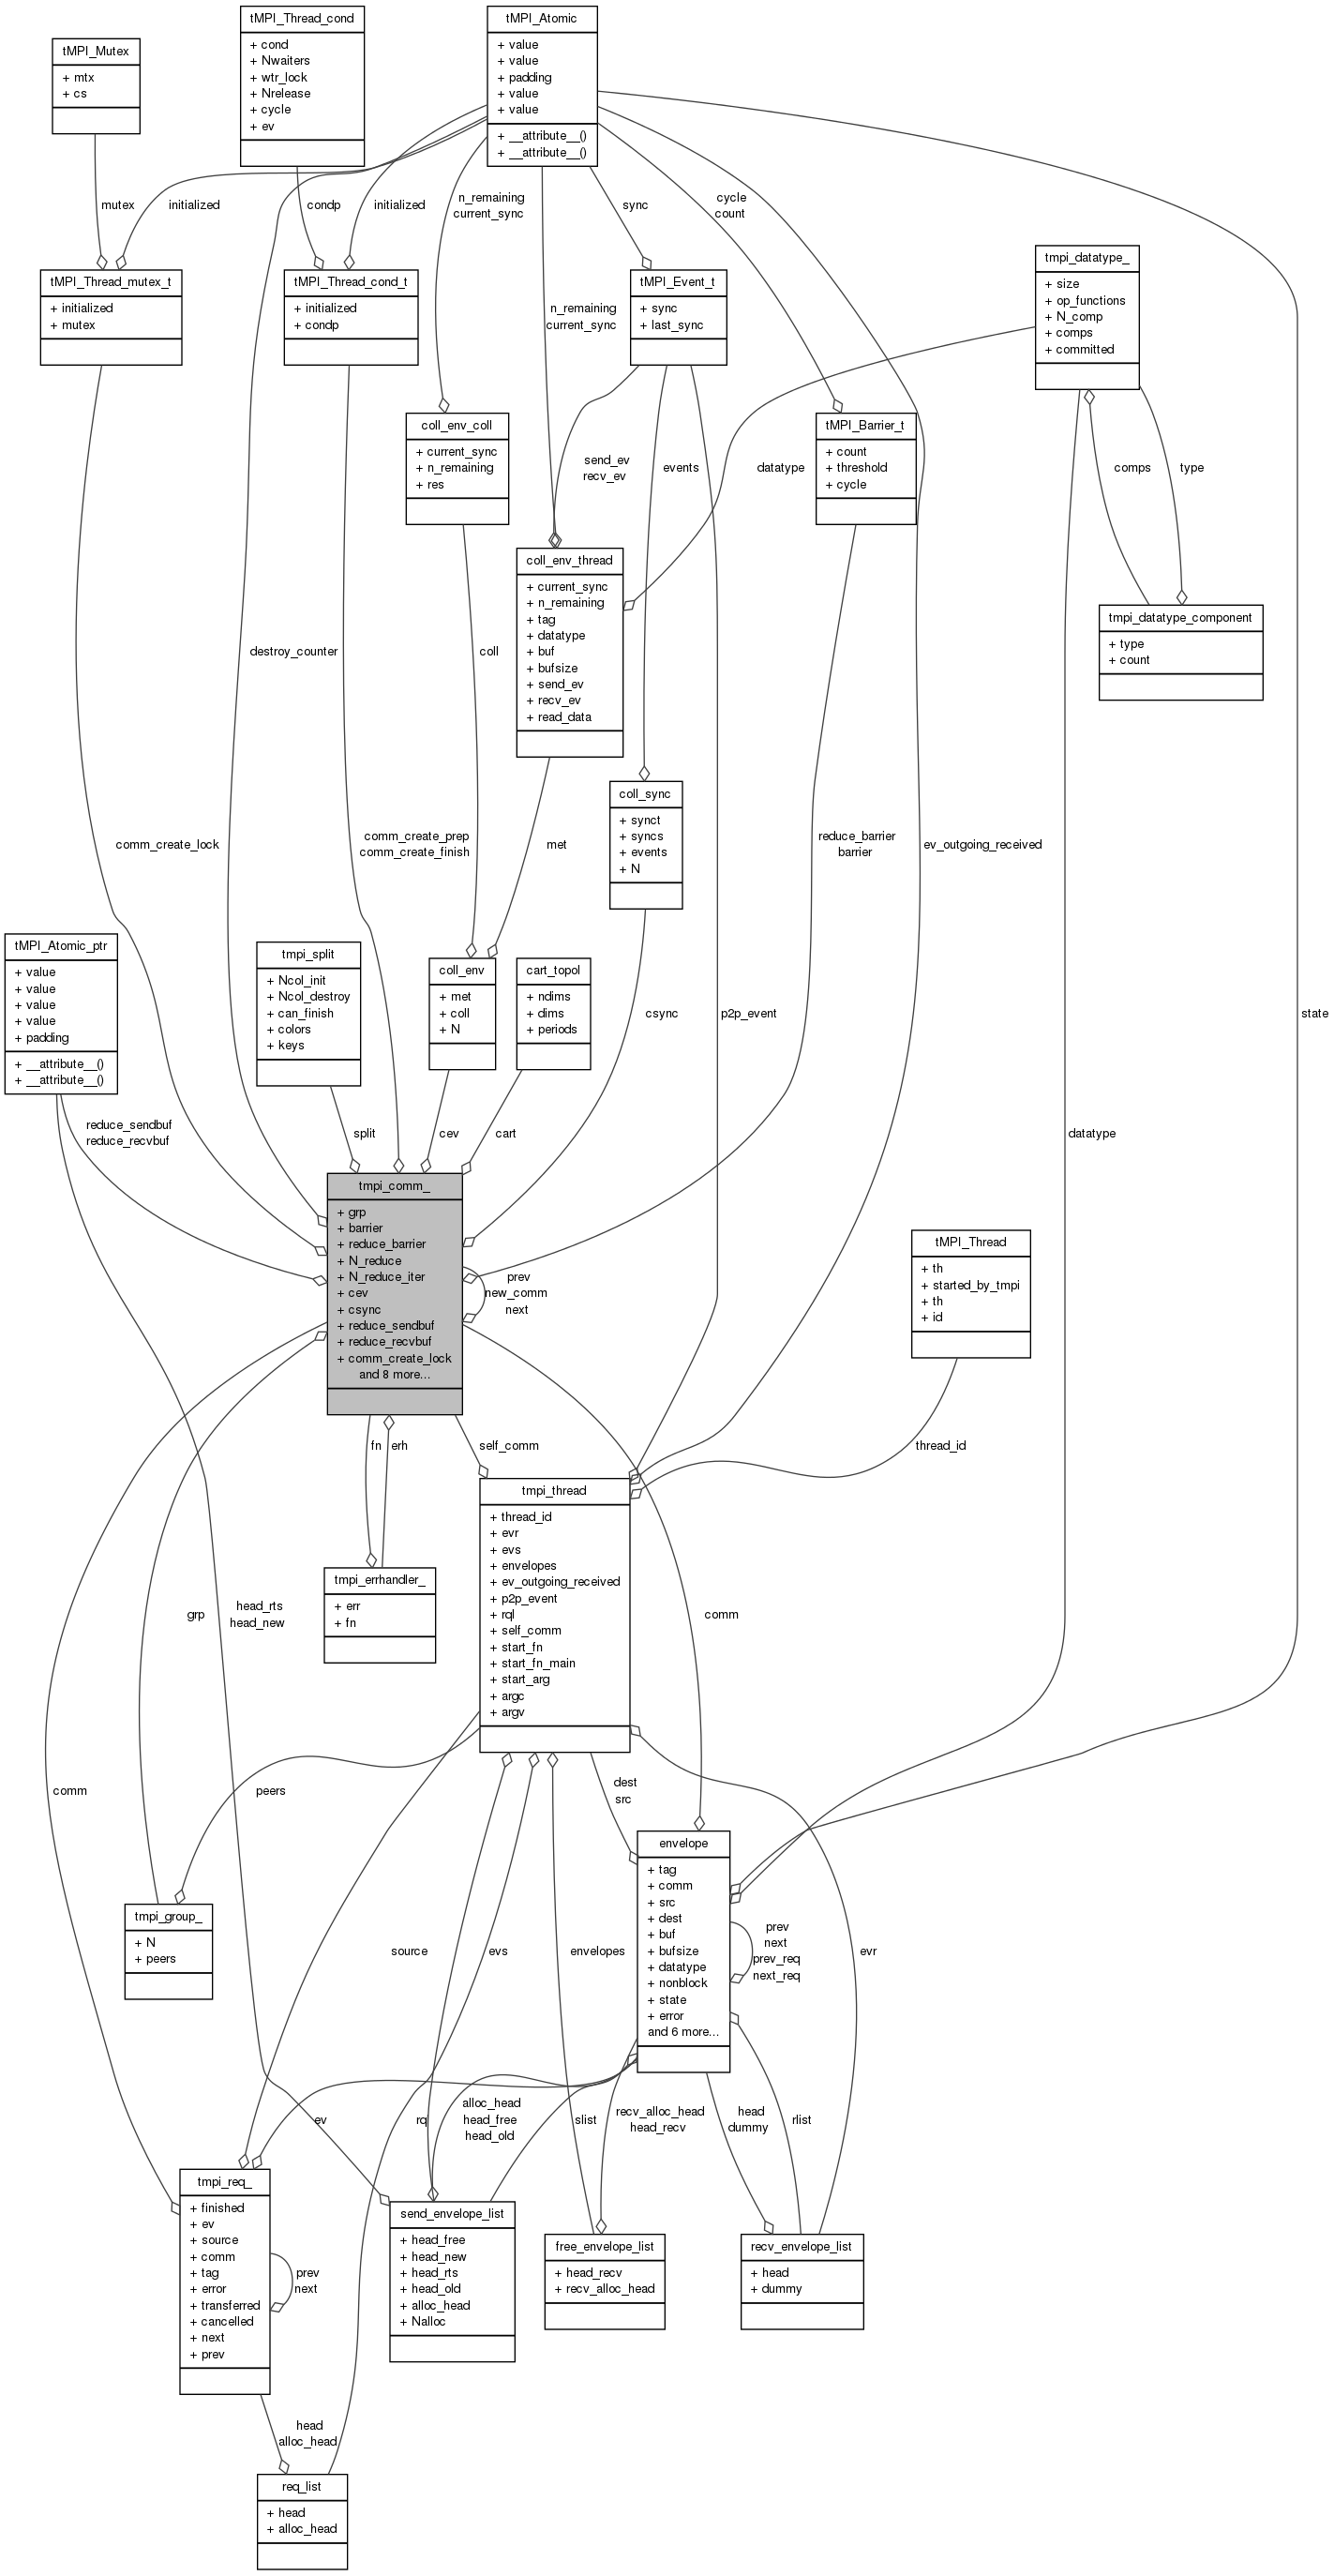 tMPI_Thread_cond
+ cond
+ Nwaiters
+ wtr_lock
+ Nrelease
+ cycle
+ ev
tMPI_Atomic
+ value
+ value
+ padding
+ value
+ value
+ __attribute__()
+ __attribute__()
tMPI_Mutex
+ mtx
+ cs
mutex
initialized
condp
initialized
n_remaining
current_sync
sync
cycle
count
tMPI_Thread_mutex_t
+ initialized
+ mutex
tMPI_Thread_cond_t
+ initialized
+ condp
n_remaining
current_sync
tMPI_Event_t
+ sync
+ last_sync
tmpi_datatype_
+ size
+ op_functions
+ N_comp
+ comps
+ committed
coll_env_coll
+ current_sync
+ n_remaining
+ res
send_ev
recv_ev
events
datatype
tMPI_Barrier_t
+ count
+ threshold
+ cycle
comps
type
coll_env_thread
+ current_sync
+ n_remaining
+ tag
+ datatype
+ buf
+ bufsize
+ send_ev
+ recv_ev
+ read_data
tmpi_datatype_component
+ type
+ count
destroy_counter
coll
coll_sync
+ synct
+ syncs
+ events
+ N
comm_create_lock
comm_create_prep
comm_create_finish
met
reduce_barrier
barrier
ev_outgoing_received
tMPI_Atomic_ptr
+ value
+ value
+ value
+ value
+ padding
+ __attribute__()
+ __attribute__()
tmpi_split
+ Ncol_init
+ Ncol_destroy
+ can_finish
+ colors
+ keys
coll_env
+ met
+ coll
+ N
cart_topol
+ ndims
+ dims
+ periods
csync
p2p_event
state
reduce_sendbuf
reduce_recvbuf
split
cev
cart
datatype
tmpi_comm_
+ grp
+ barrier
+ reduce_barrier
+ N_reduce
+ N_reduce_iter
+ cev
+ csync
+ reduce_sendbuf
+ reduce_recvbuf
+ comm_create_lock
and 8 more...
prev
new_comm
next
tMPI_Thread
+ th
+ started_by_tmpi
+ th
+ id
fn
erh
self_comm
thread_id
tmpi_thread
+ thread_id
+ evr
+ evs
+ envelopes
+ ev_outgoing_received
+ p2p_event
+ rql
+ self_comm
+ start_fn
+ start_fn_main
+ start_arg
+ argc
+ argv
tmpi_errhandler_
+ err
+ fn
grp
head_rts
head_new
comm
comm
peers
dest
src
envelope
+ tag
+ comm
+ src
+ dest
+ buf
+ bufsize
+ datatype
+ nonblock
+ state
+ error
and 6 more...
prev
next
prev_req
next_req
tmpi_group_
+ N
+ peers
source
evs
envelopes
evr
ev
rq
alloc_head
head_free
head_old
slist
recv_alloc_head
head_recv
head
dummy
rlist
tmpi_req_
+ finished
+ ev
+ source
+ comm
+ tag
+ error
+ transferred
+ cancelled
+ next
+ prev
prev
next
send_envelope_list
+ head_free
+ head_new
+ head_rts
+ head_old
+ alloc_head
+ Nalloc
free_envelope_list
+ head_recv
+ recv_alloc_head
recv_envelope_list
+ head
+ dummy
head
alloc_head
req_list
+ head
+ alloc_head